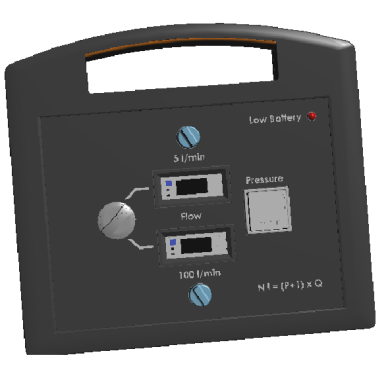 Low Battery
5 l/min
Pressure
Flow
100 l/min
N l = (P+1) x Q